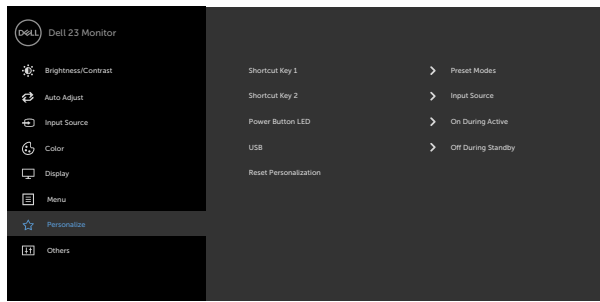 DELL Dell 23 Monitor
Brightness/Contrast
Auto Adjust
Input Source
Color
Display
Menu
Personalize
Others
Shortcut Key 1 Preset Modes
Shortcut Key 2 Input Source
Power Button LED On During Active
USB Off During Standby
Reset Personalization